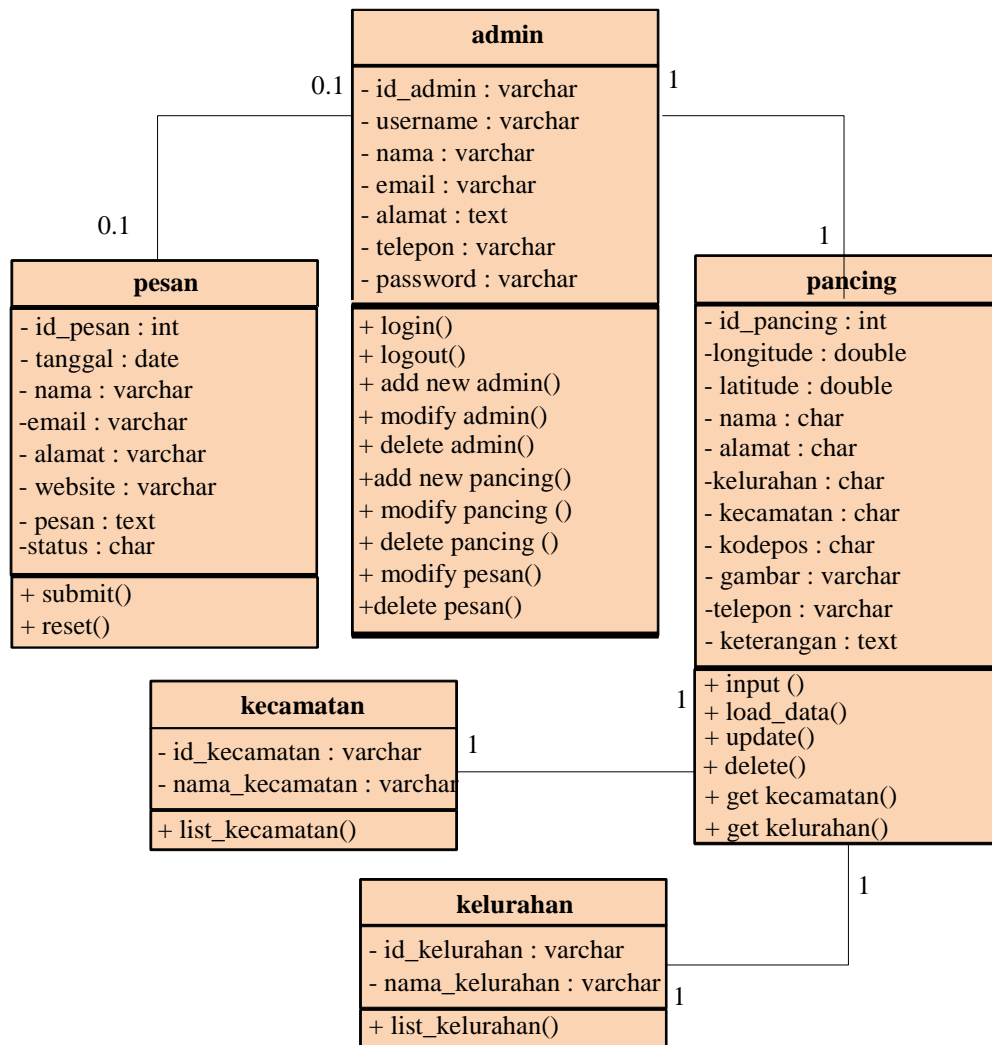 admin
- id_admin : varchar
- username : varchar
- nama : varchar
- email : varchar
- alamat : text
- telepon : varchar
- password : varchar
+ login()
+ logout()
+ add new admin()
+ modify admin()
+ delete admin()
+add new pancing()
+ modify pancing ()
+ delete pancing ()
+ modify pesan()
+delete pesan()
0.1
1
0.1
1
pesan
- id_pesan : int
- tanggal : date
- nama : varchar
-email : varchar
- alamat : varchar
- website : varchar
- pesan : text
-status : char
+ submit()
+ reset()
pancing
- id_pancing : int
-longitude : double
- latitude : double
- nama : char
- alamat : char
-kelurahan : char
- kecamatan : char
- kodepos : char
- gambar : varchar
-telepon : varchar
- keterangan : text
+ input ()
+ load_data()
+ update()
+ delete()
+ get kecamatan()
+ get kelurahan()
kecamatan
- id_kecamatan : varchar
- nama_kecamatan : varchar
+ list_kecamatan()
1
1
kelurahan
- id_kelurahan : varchar
- nama_kelurahan : varchar
+ list_kelurahan()
1
1